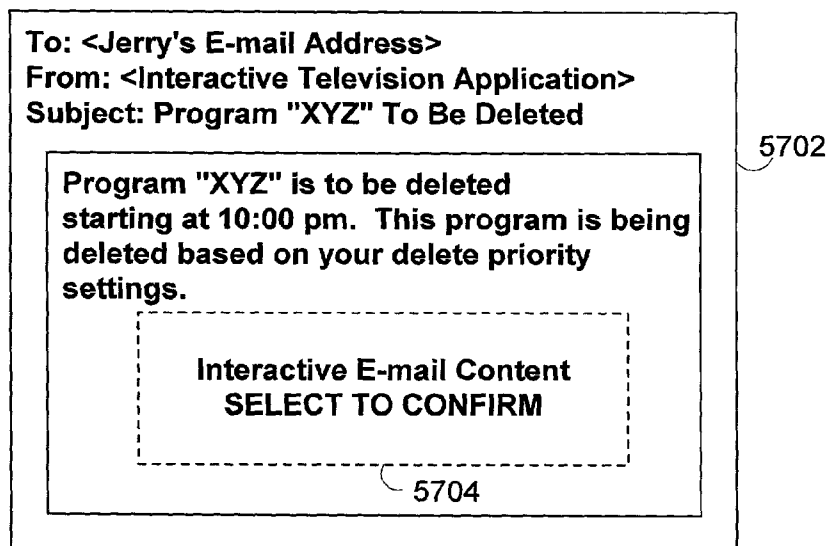 To: <Jerry's E-mail Address>
From: <Interactive Television Application>
Subject: Program "XYZ" To Be Deleted
5702
Program "XYZ" is to be deleted
starting at 10:00 pm. This program is being
deleted based on your delete priority
settings.
Interactive E-mail Content
SELECT TO CONFIRM
5704